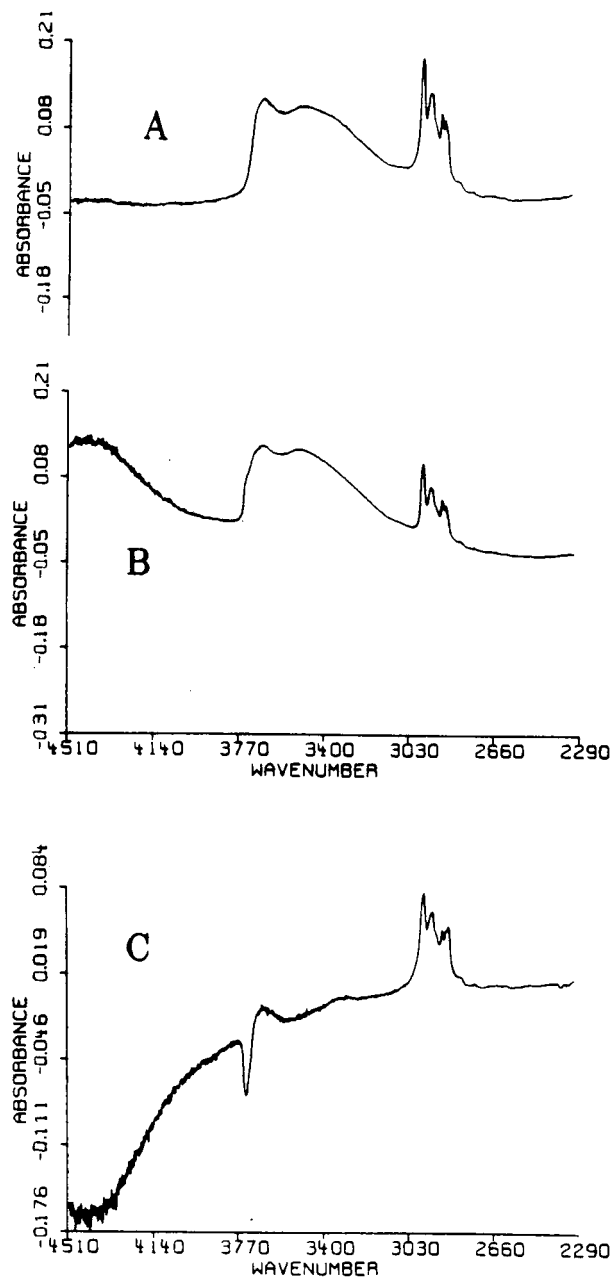 0.21
0.08
-0.05
-0.18
ABSORBANCE
A
0.21
0.08
-0.05
-0.18
-0.31
ABSORBANCE
B
4510 4140 3770 3400 3030 2660 2290
WAVENUMBER
0.084
0.019
-0.046
-0.111
-0.176
ABSORBANCE
C
4510 4140 3770 3400 3030 2660 2290
WAVENUMBER